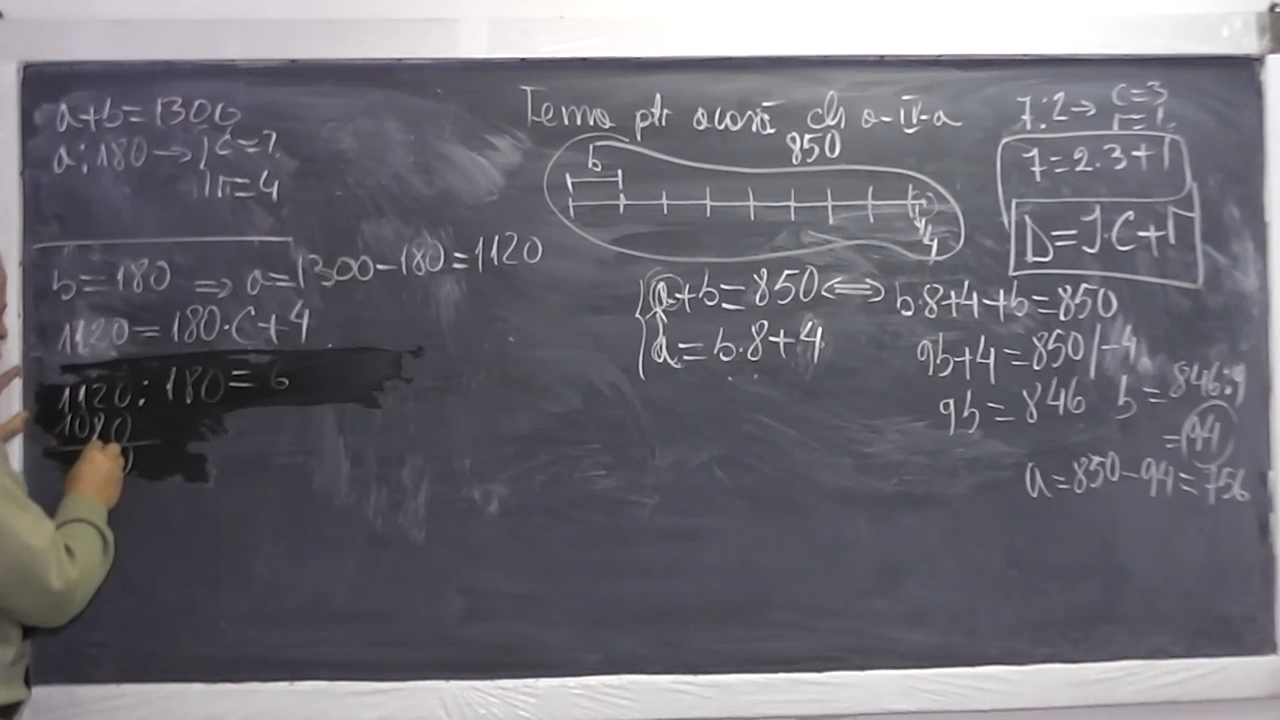 a+b=1300
a:180→ c=?
r=4
b=180 ⇒ a=1300-180=1120
1120=180·C+4
1120:180=6
1080
Tema ptr acasă cls a-IV-a
850
b
4
a+b=850⟺b·8+4+b=850
a=b·8+4
9b+4=850/-4
9b=846 b=846:9
=94
a=850-94=756
7:2→ c=3
r=1
7=2·3+1
D=Î·C+r